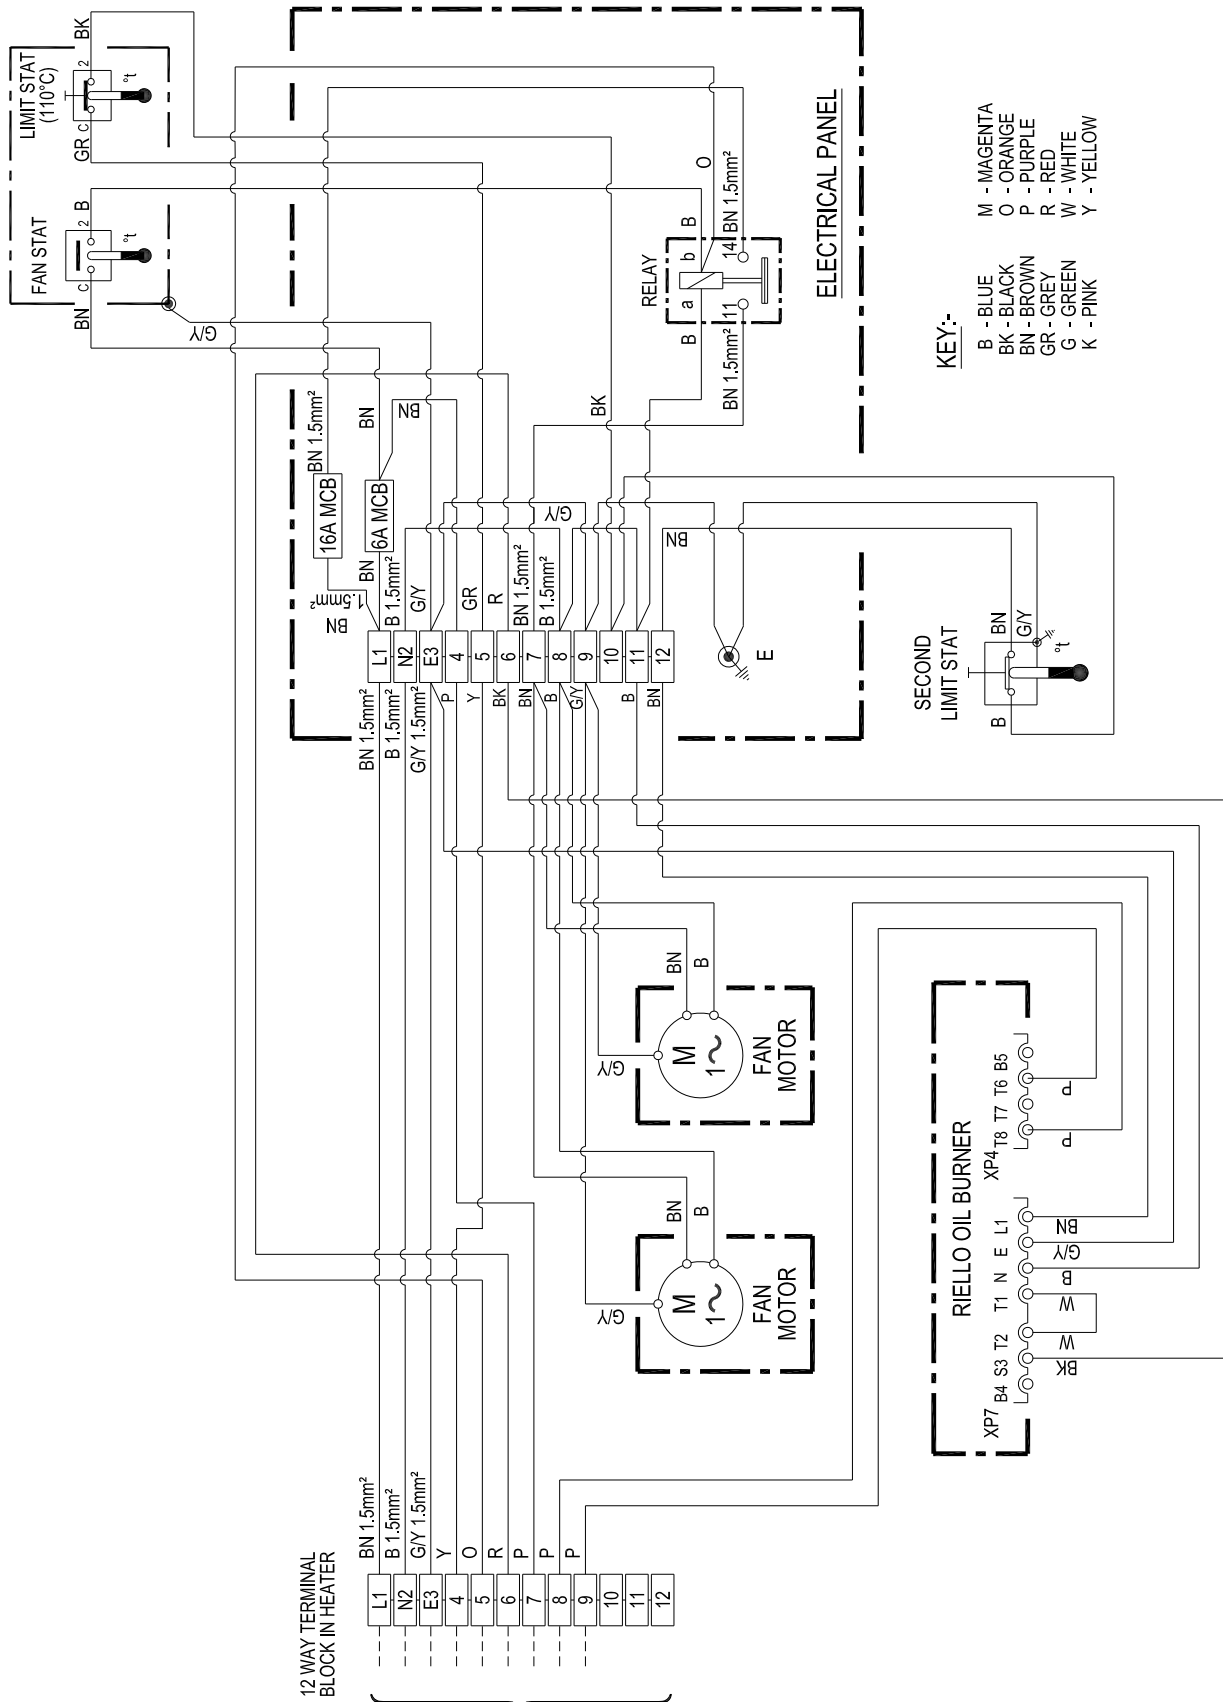 LIMIT STAT
(110°C)
GR
C
2
BK
°t
FAN STAT
BN
C
2
B
°t
G/Y
ELECTRICAL PANEL
RELAY
B
a
b
B
O
BN 1.5mm²
11
14
BN 1.5mm²
KEY:-
B - BLUE
BK - BLACK
BN - BROWN
GR - GREY
G - GREEN
K - PINK
M - MAGENTA
O - ORANGE
P - PURPLE
R - RED
W - WHITE
Y - YELLOW
16A MCB
BN 1.5mm²
6A MCB
BN
BN
BN
BN
1.5mm²
B 1.5mm²
G/Y
GR
R
BN 1.5mm²
B 1.5mm²
G/Y
BK
BN
L1
N2
E3
4
5
6
7
8
9
10
11
12
BN 1.5mm²
B 1.5mm²
G/Y 1.5mm²
P
Y
BK
BN
B
G/Y
B
BN
E
SECOND
LIMIT STAT
B
BN
G/Y
°t
BN
B
G/Y
M
1~
FAN
MOTOR
BN
B
G/Y
M
1~
FAN
MOTOR
RIELLO OIL BURNER
XP7
B4
S3
T2
T1
N
E
L1
BK
W
W
B
G/Y
BN
XP4
T8
T7
T6
B5
P
P
12 WAY TERMINAL
BLOCK IN HEATER
BN 1.5mm²
B 1.5mm²
G/Y 1.5mm²
Y
O
R
P
P
P
L1
N2
E3
4
5
6
7
8
9
10
11
12